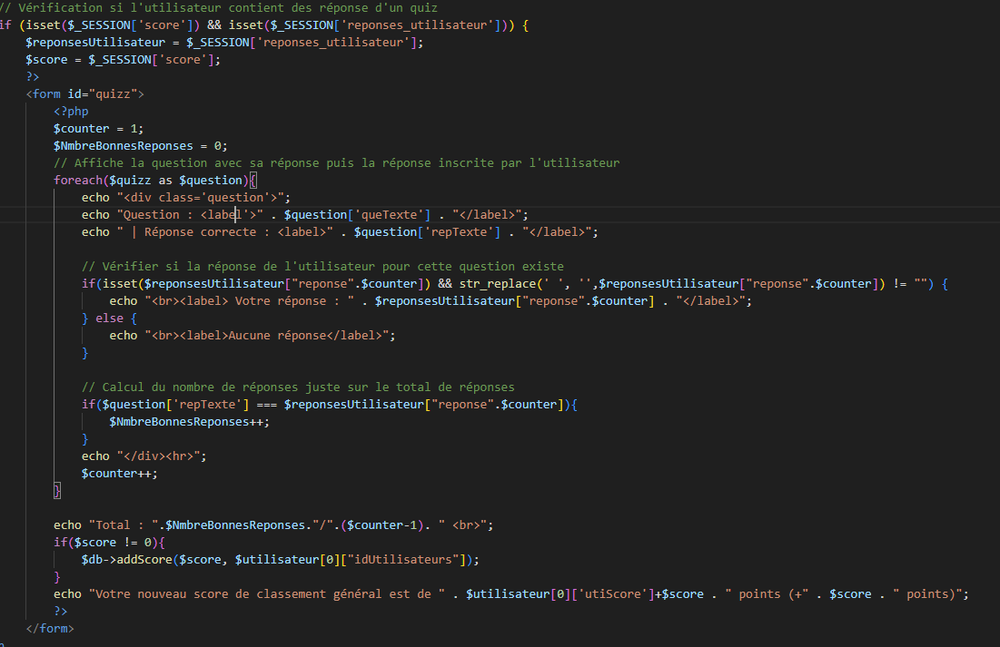 // Vérification si l'utilisateur contient des réponse d'un quiz
if (isset($_SESSION['score']) && isset($_SESSION['reponses_utilisateur'])) {
$reponsesUtilisateur = $_SESSION['reponses_utilisateur'];
$score = $_SESSION['score'];
?>
<form id="quizz">
<?php
$counter = 1;
$NmbreBonnesReponses = 0;
// Affiche la question avec sa réponse puis la réponse inscrite par l'utilisateur
foreach($quizz as $question){
echo "<div class='question'>";
echo "Question : <label'>" . $question['queTexte'] . "</label>";
echo " | Réponse correcte : <label>" . $question['repTexte'] . "</label>";
// Vérifier si la réponse de l'utilisateur pour cette question existe
if(isset($reponsesUtilisateur["reponse".$counter]) && str_replace(' ', '',$reponsesUtilisateur["reponse".$counter]) != "") {
echo "<br><label> Votre réponse : " . $reponsesUtilisateur["reponse".$counter] . "</label>";
} else {
echo "<br><label>Aucune réponse</label>";
}
// Calcul du nombre de réponses juste sur le total de réponses
if($question['repTexte'] === $reponsesUtilisateur["reponse".$counter]){
$NmbreBonnesReponses++;
}
echo "</div><hr>";
$counter++;
}
echo "Total : ".$NmbreBonnesReponses."/".($counter-1). " <br>";
if($score != 0){
$db->addScore($score, $utilisateur[0]["idUtilisateurs"]);
}
echo "Votre nouveau score de classement général est de " . $utilisateur[0]['utiScore']+$score . " points (+" . $score . " points)";
?>
</form>